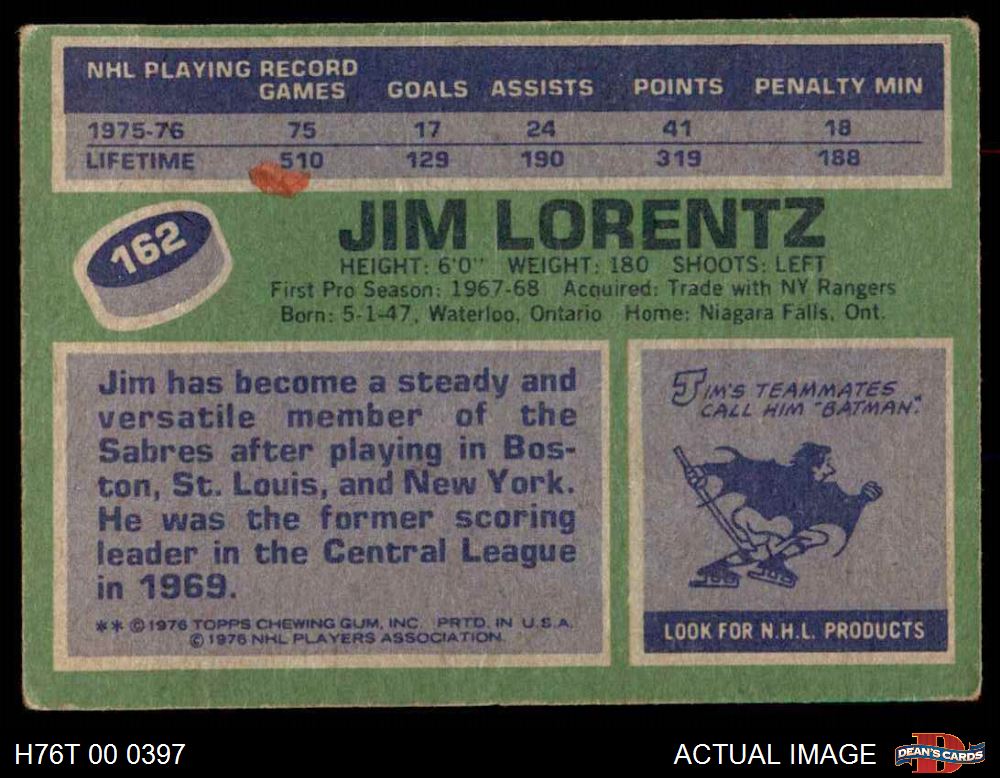 NHL PLAYING RECORD
GAMES GOALS ASSISTS POINTS PENALTY MIN
1975-76 75 17 24 41 18
LIFETIME 510 129 190 319 188
162
JIM LORENTZ
HEIGHT: 6'0" WEIGHT: 180 SHOOTS: LEFT
First Pro Season: 1967-68 Acquired: Trade with NY Rangers
Born: 5-1-47, Waterloo, Ontario Home: Niagara Falls, Ont.
Jim has become a steady and
versatile member of the
Sabres after playing in Bos-
ton, St. Louis, and New York.
He was the former scoring
leader in the Central League
in 1969.
** ©1976 TOPPS CHEWING GUM, INC. PRTD. IN U.S.A.
©1976 NHL PLAYERS ASSOCIATION.
JIM'S TEAMMATES
CALL HIM "BATMAN."
LOOK FOR N.H.L. PRODUCTS
H76T 00 0397
ACTUAL IMAGE
D
DEAN'S CARDS